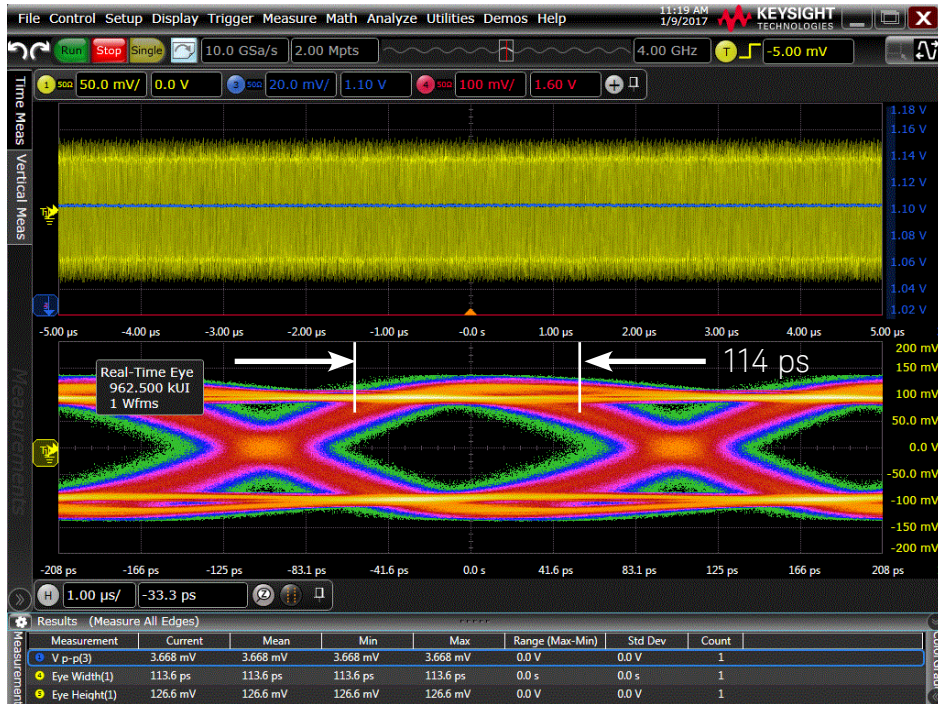 File Control Setup Display Trigger Measure Math Analyze Utilities Demos Help
11:19 AM
1/9/2017
KEYSIGHT
TECHNOLOGIES
Run Stop Single 10.0 GSa/s 2.00 Mpts 4.00 GHz T -5.00 mV
1 50Ω 50.0 mV/ 0.0 V 3 50Ω 20.0 mV/ 1.10 V 4 50Ω 100 mV/ 1.60 V
Time Meas
Vertical Meas
1.18 V
1.16 V
1.14 V
1.12 V
1.10 V
1.08 V
1.06 V
1.04 V
1.02 V
-5.00 µs -4.00 µs -3.00 µs -2.00 µs -1.00 µs -0.0 s 1.00 µs 2.00 µs 3.00 µs 4.00 µs 5.00 µs
Real-Time Eye
962.500 kUI
1 Wfms
114 ps
Measurements
200 mV
150 mV
100 mV
50.0 mV
0.0 V
-50.0 mV
-100 mV
-150 mV
-200 mV
-208 ps -166 ps -125 ps -83.1 ps -41.6 ps 0.0 s 41.6 ps 83.1 ps 125 ps 166 ps 208 ps
H 1.00 µs/ -33.3 ps
Results (Measure All Edges)
Measurement Current Mean Min Max Range (Max-Min) Std Dev Count
V p-p(3) 3.668 mV 3.668 mV 3.668 mV 3.668 mV 0.0 V 0.0 V 1
Eye Width(1) 113.6 ps 113.6 ps 113.6 ps 113.6 ps 0.0 s 0.0 s 1
Eye Height(1) 126.6 mV 126.6 mV 126.6 mV 126.6 mV 0.0 V 0.0 V 1